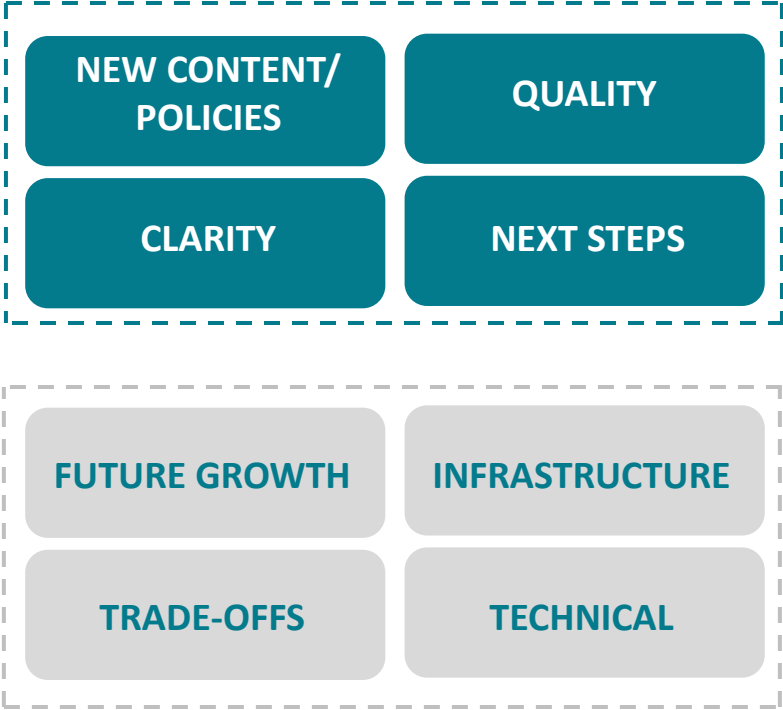 NEW CONTENT/
POLICIES
QUALITY
CLARITY
NEXT STEPS
FUTURE GROWTH
INFRASTRUCTURE
TRADE-OFFS
TECHNICAL